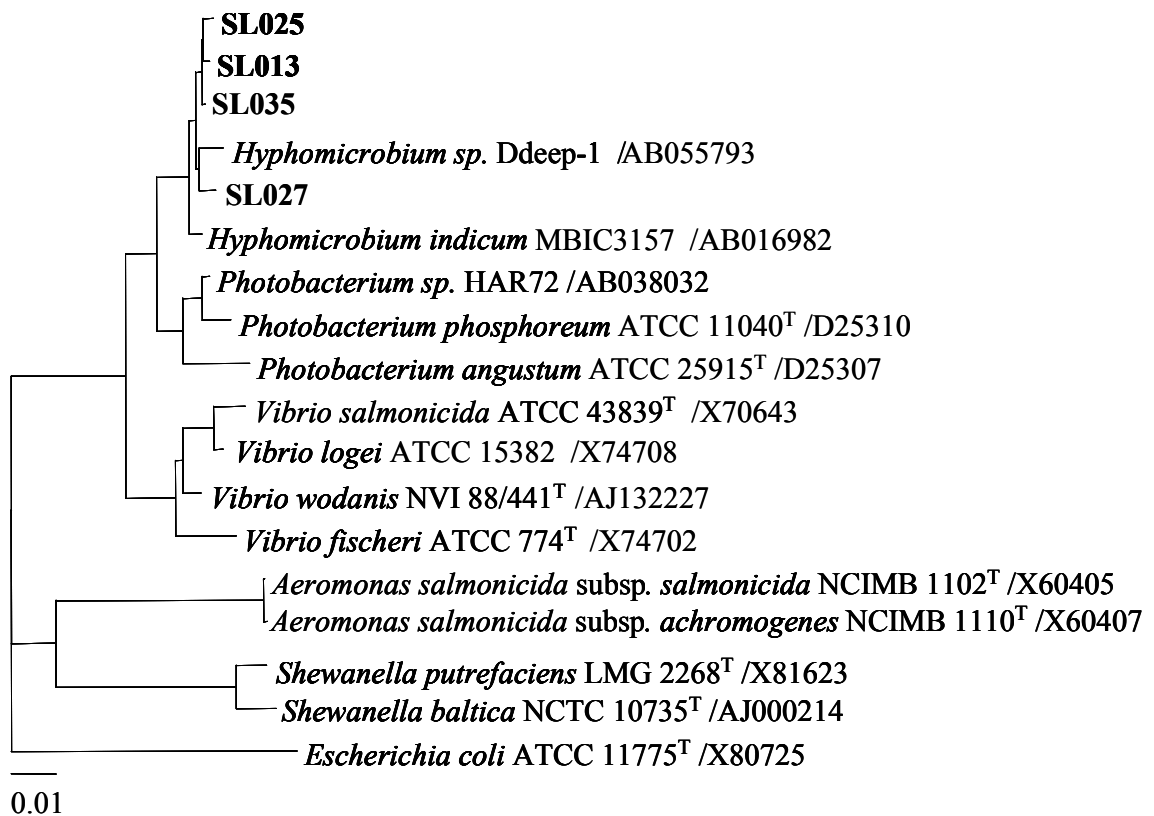 SL025
SL013
SL035
Hyphomicrobium sp. Ddeep-1 /AB055793
SL027
Hyphomicrobium indicum MBIC3157 /AB016982
Photobacterium sp. HAR72 /AB038032
Photobacterium phosphoreum ATCC 11040ᵀ /D25310
Photobacterium angustum ATCC 25915ᵀ /D25307
Vibrio salmonicida ATCC 43839ᵀ /X70643
Vibrio logei ATCC 15382 /X74708
Vibrio wodanis NVI 88/441ᵀ /AJ132227
Vibrio fischeri ATCC 774ᵀ /X74702
Aeromonas salmonicida subsp. salmonicida NCIMB 1102ᵀ /X60405
Aeromonas salmonicida subsp. achromogenes NCIMB 1110ᵀ /X60407
Shewanella putrefaciens LMG 2268ᵀ /X81623
Shewanella baltica NCTC 10735ᵀ /AJ000214
Escherichia coli ATCC 11775ᵀ /X80725
0.01